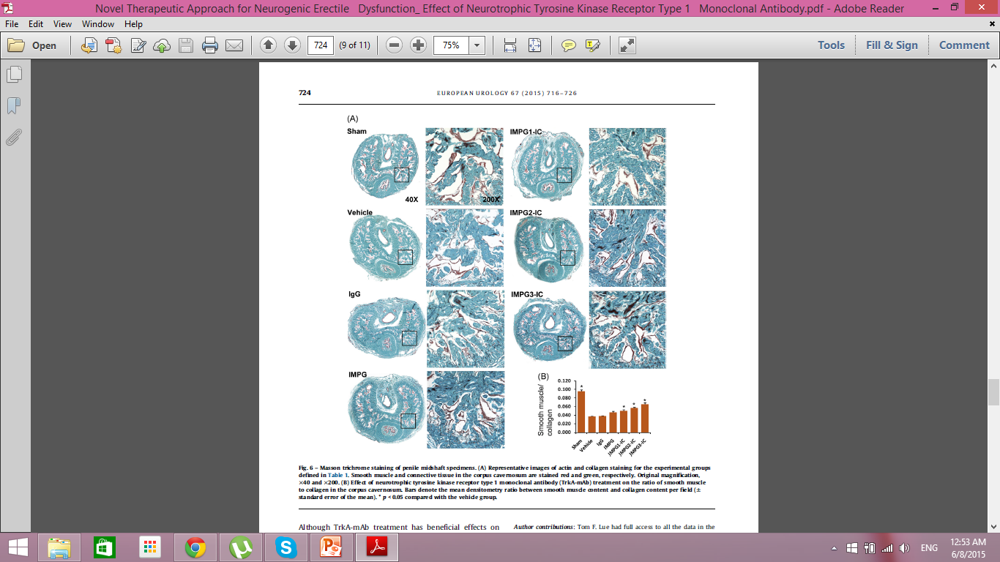 Novel Therapeutic Approach for Neurogenic Erectile Dysfunction_ Effect of Neurotrophic Tyrosine Kinase Receptor Type 1 Monoclonal Antibody.pdf - Adobe Reader
File Edit View Window Help
Open 724 (9 of 11) 75% Tools Fill & Sign Comment
724 EUROPEAN UROLOGY 67 (2015) 716–726
(A)
Sham IMPG1-IC
40X 200X
Vehicle IMPG2-IC
IgG IMPG3-IC
IMPG
(B)
Smooth muscle/
collagen
0.120
0.100
0.080
0.060
0.040
0.020
0.000
* * * *
Sham Vehicle IgG IMPG IMPG1-IC IMPG2-IC IMPG3-IC
Fig. 6 – Masson trichrome staining of penile midshaft specimens. (A) Representative images of actin and collagen staining for the experimental groups
defined in Table 1. Smooth muscle and connective tissue in the corpus cavernosum are stained red and green, respectively. Original magnification,
×40 and ×200. (B) Effect of neurotrophic tyrosine kinase receptor type 1 monoclonal antibody (TrkA-mAb) treatment on the ratio of smooth muscle
to collagen in the corpus cavernosum. Bars denote the mean densitometry ratio between smooth muscle content and collagen content per field (±
standard error of the mean). * p < 0.05 compared with the vehicle group.
Although TrkA-mAb treatment has beneficial effects on
Author contributions: Tom F. Lue had full access to all the data in the
S
P
ENG
12:53 AM
6/8/2015